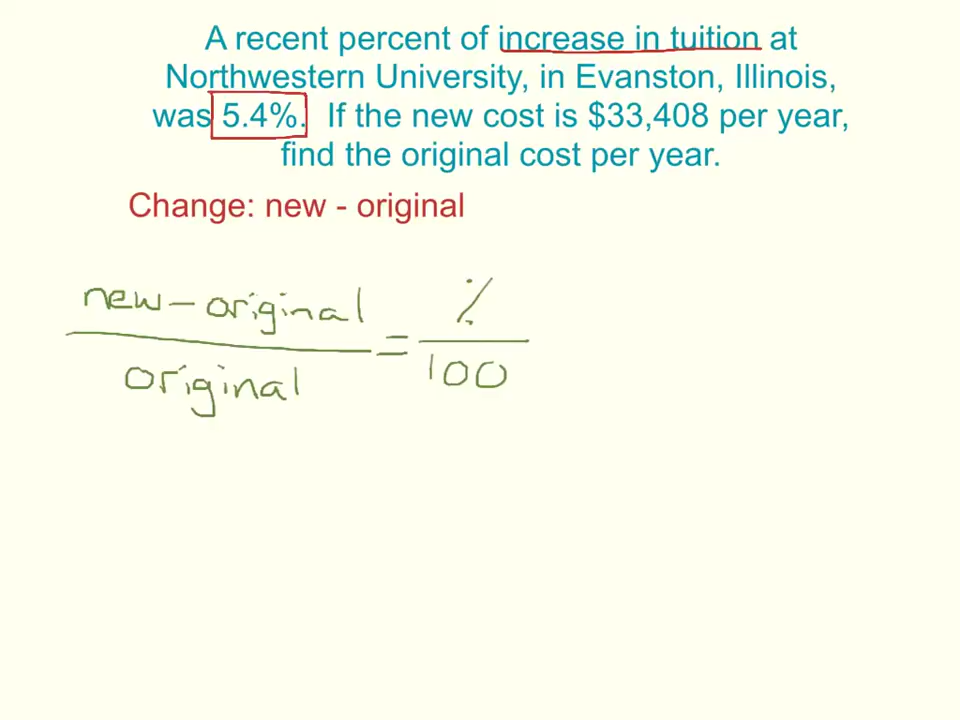 A recent percent of increase in tuition at
Northwestern University, in Evanston, Illinois,
was 5.4%. If the new cost is $33,408 per year,
find the original cost per year.
Change: new - original
new - original
original
=
%
100